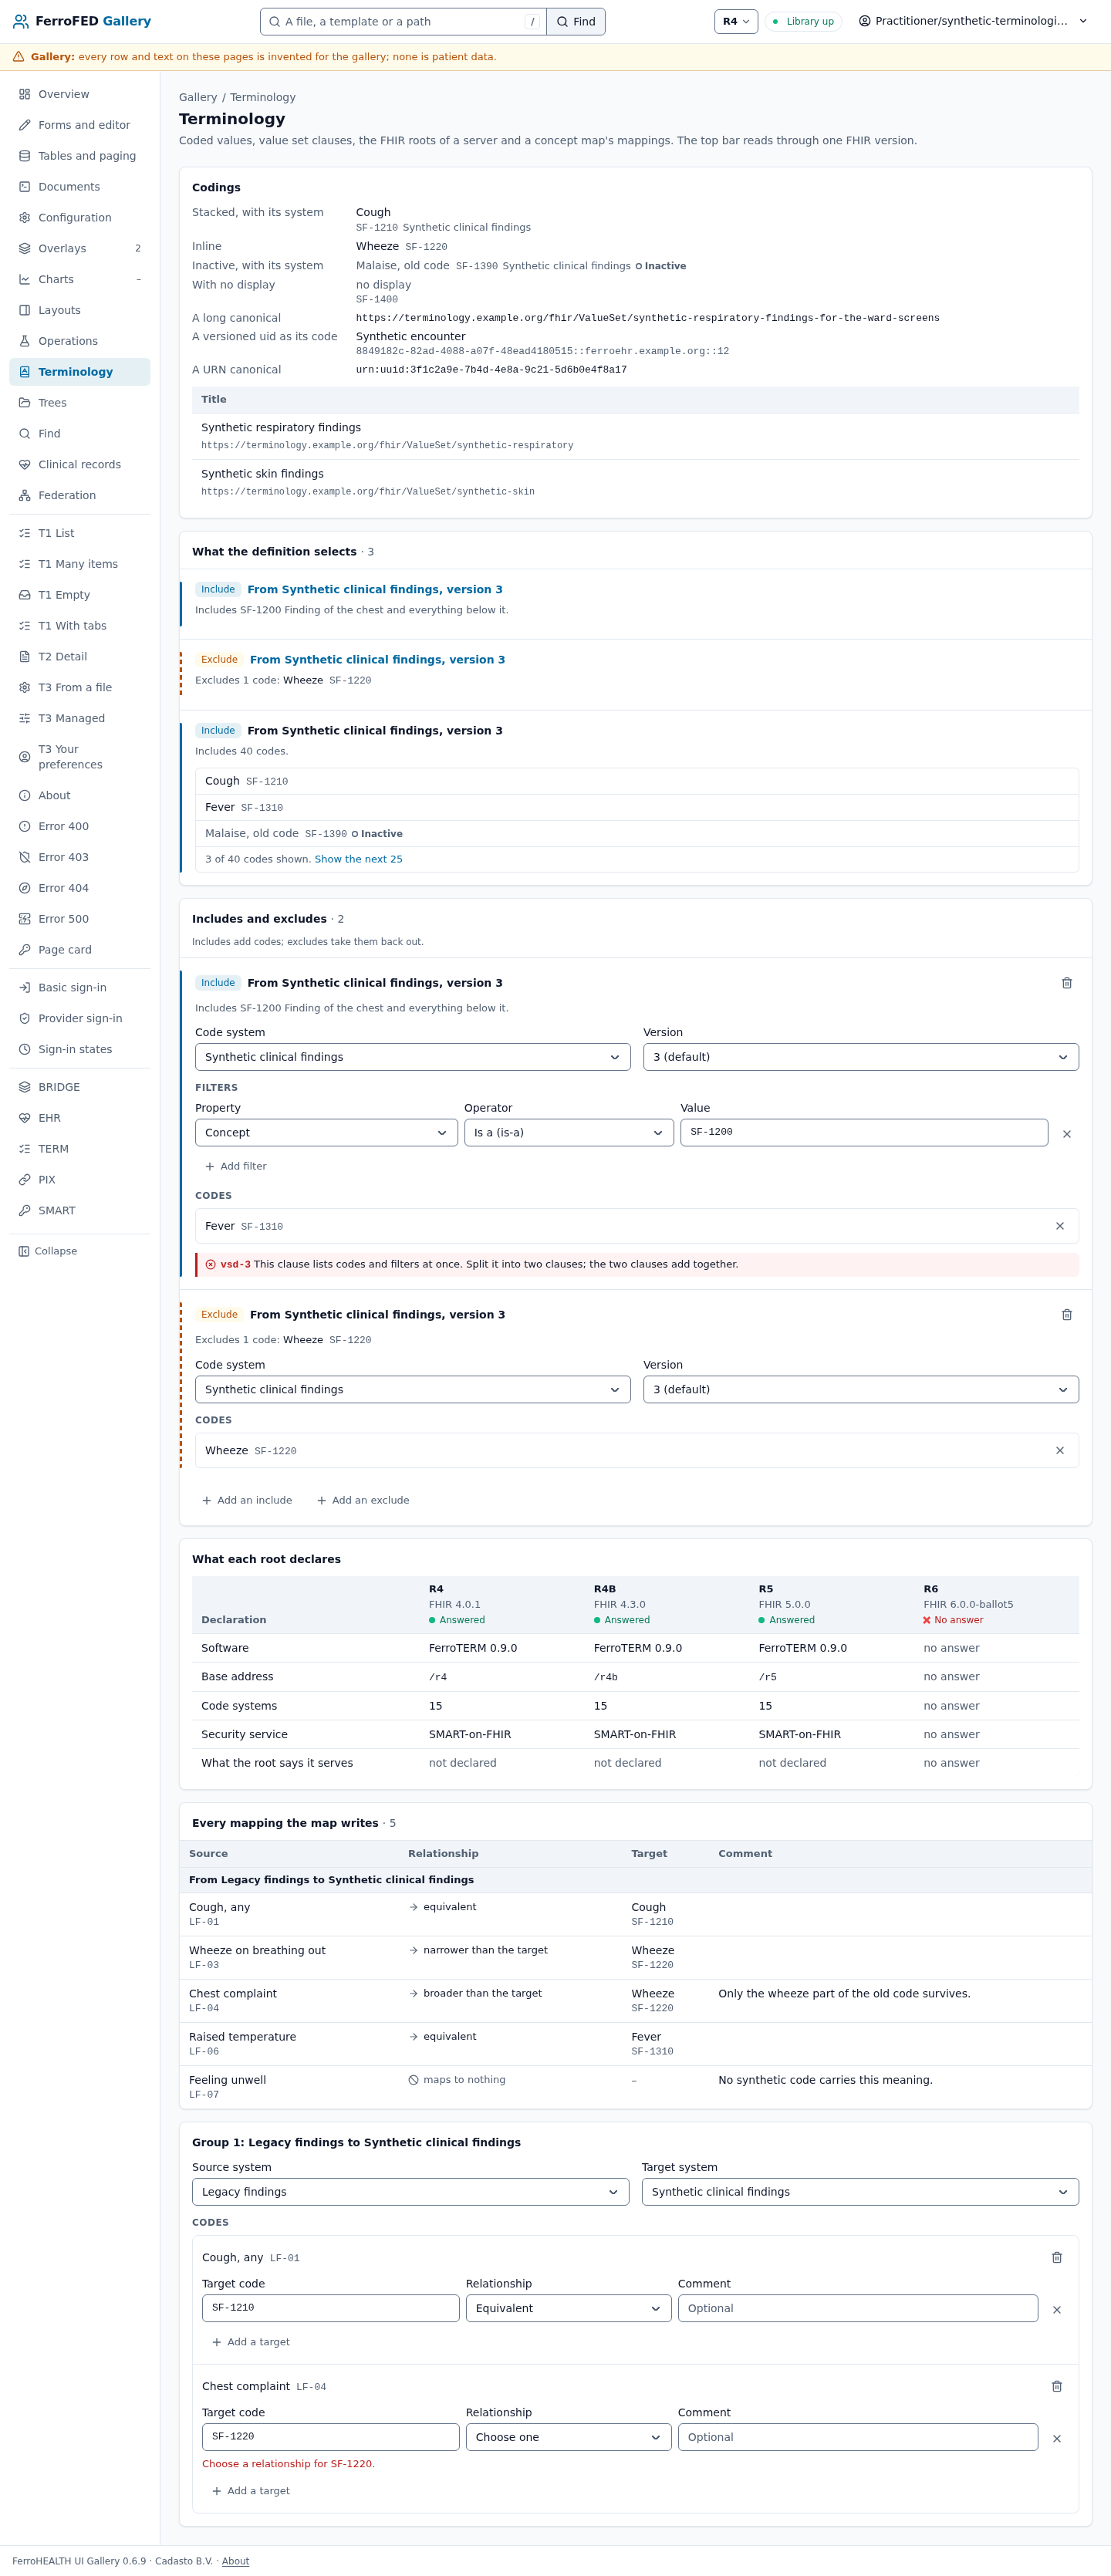 FerroFED Gallery
A file, a template or a path
/
Find
R4
Library up
Practitioner/synthetic-terminologi...
Gallery: every row and text on these pages is invented for the gallery; none is patient data.
Overview
Forms and editor
Tables and paging
Documents
Configuration
Overlays 2
Charts –
Layouts
Operations
Terminology
Trees
Find
Clinical records
Federation
T1 List
T1 Many items
T1 Empty
T1 With tabs
T2 Detail
T3 From a file
T3 Managed
T3 Your
preferences
About
Error 400
Error 403
Error 404
Error 500
Page card
Basic sign-in
Provider sign-in
Sign-in states
BRIDGE
EHR
TERM
PIX
SMART
Collapse
Gallery / Terminology
Terminology
Coded values, value set clauses, the FHIR roots of a server and a concept map's mappings. The top bar reads through one FHIR version.
Codings
Stacked, with its system Cough
SF-1210 Synthetic clinical findings
Inline Wheeze SF-1220
Inactive, with its system Malaise, old code SF-1390 Synthetic clinical findings Inactive
With no display no display
SF-1400
A long canonical https://terminology.example.org/fhir/ValueSet/synthetic-respiratory-findings-for-the-ward-screens
A versioned uid as its code Synthetic encounter
8849182c-82ad-4088-a07f-48ead4180515::ferroehr.example.org::12
A URN canonical urn:uuid:3f1c2a9e-7b4d-4e8a-9c21-5d6b0e4f8a17
Title
Synthetic respiratory findings
https://terminology.example.org/fhir/ValueSet/synthetic-respiratory
Synthetic skin findings
https://terminology.example.org/fhir/ValueSet/synthetic-skin
What the definition selects · 3
Include From Synthetic clinical findings, version 3
Includes SF-1200 Finding of the chest and everything below it.
Exclude From Synthetic clinical findings, version 3
Excludes 1 code: Wheeze SF-1220
Include From Synthetic clinical findings, version 3
Includes 40 codes.
Cough SF-1210
Fever SF-1310
Malaise, old code SF-1390 Inactive
3 of 40 codes shown. Show the next 25
Includes and excludes · 2
Includes add codes; excludes take them back out.
Include From Synthetic clinical findings, version 3
Includes SF-1200 Finding of the chest and everything below it.
Code system Version
Synthetic clinical findings 3 (default)
FILTERS
Property Operator Value
Concept Is a (is-a) SF-1200
Add filter
CODES
Fever SF-1310
vsd-3 This clause lists codes and filters at once. Split it into two clauses; the two clauses add together.
Exclude From Synthetic clinical findings, version 3
Excludes 1 code: Wheeze SF-1220
Code system Version
Synthetic clinical findings 3 (default)
CODES
Wheeze SF-1220
Add an include Add an exclude
What each root declares
R4 R4B R5 R6
FHIR 4.0.1 FHIR 4.3.0 FHIR 5.0.0 FHIR 6.0.0-ballot5
Declaration Answered Answered Answered No answer
Software FerroTERM 0.9.0 FerroTERM 0.9.0 FerroTERM 0.9.0 no answer
Base address /r4 /r4b /r5 no answer
Code systems 15 15 15 no answer
Security service SMART-on-FHIR SMART-on-FHIR SMART-on-FHIR no answer
What the root says it serves not declared not declared not declared no answer
Every mapping the map writes · 5
Source Relationship Target Comment
From Legacy findings to Synthetic clinical findings
Cough, any equivalent Cough
LF-01 SF-1210
Wheeze on breathing out narrower than the target Wheeze
LF-03 SF-1220
Chest complaint broader than the target Wheeze Only the wheeze part of the old code survives.
LF-04 SF-1220
Raised temperature equivalent Fever
LF-06 SF-1310
Feeling unwell maps to nothing – No synthetic code carries this meaning.
LF-07
Group 1: Legacy findings to Synthetic clinical findings
Source system Target system
Legacy findings Synthetic clinical findings
CODES
Cough, any LF-01
Target code Relationship Comment
SF-1210 Equivalent Optional
Add a target
Chest complaint LF-04
Target code Relationship Comment
SF-1220 Choose one Optional
Choose a relationship for SF-1220.
Add a target
FerroHEALTH UI Gallery 0.6.9 · Cadasto B.V. · About